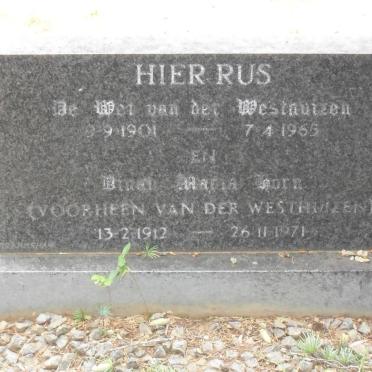 HIER RUS
De Wet van der Westhuizen
9·9·1901 — 7·4·1965
EN
Maria Horn
(VOORHEEN VAN DER WESTHUIZEN)
13·2·1912 — 26·11·1971